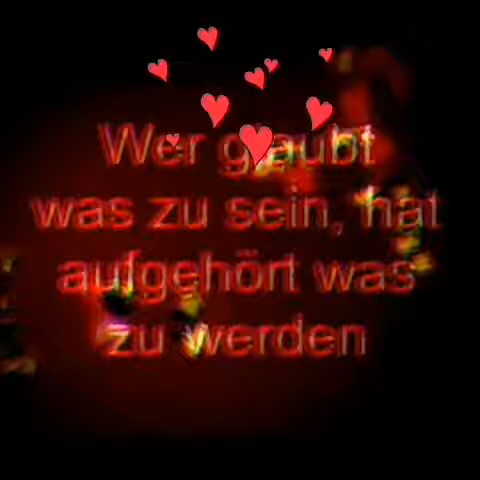 Wer glaubt
was zu sein, hat
aufgehört was
zu werden